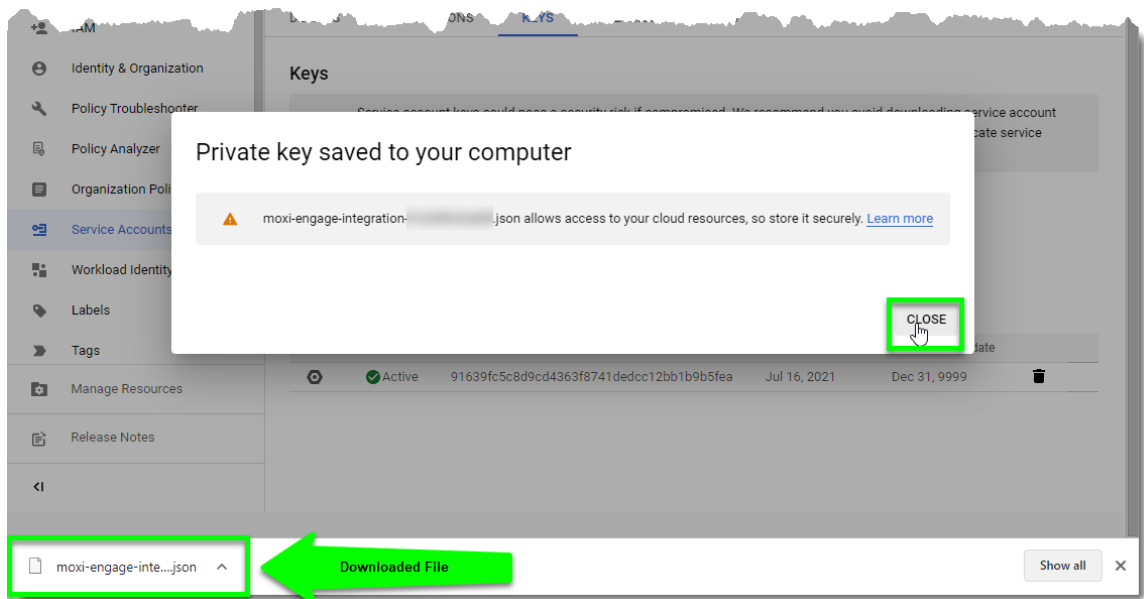 KEYS
IAM
Identity & Organization
Keys
Policy Troubleshooter
Service account keys could pose a security risk if compromised. We recommend you avoid downloading service account
Policy Analyzer
Private key saved to your computer
cate service
Organization Poli
moxi-engage-integration-
.json allows access to your cloud resources, so store it securely. Learn more
Service Accounts
Workload Identity
Labels
CLOSE
Tags
date
Manage Resources
Active
91639fc5c8d9cd4363f8741dedcc12bb1b9b5fea
Jul 16, 2021
Dec 31, 9999
Release Notes
moxi-engage-inte....json
Downloaded File
Show all